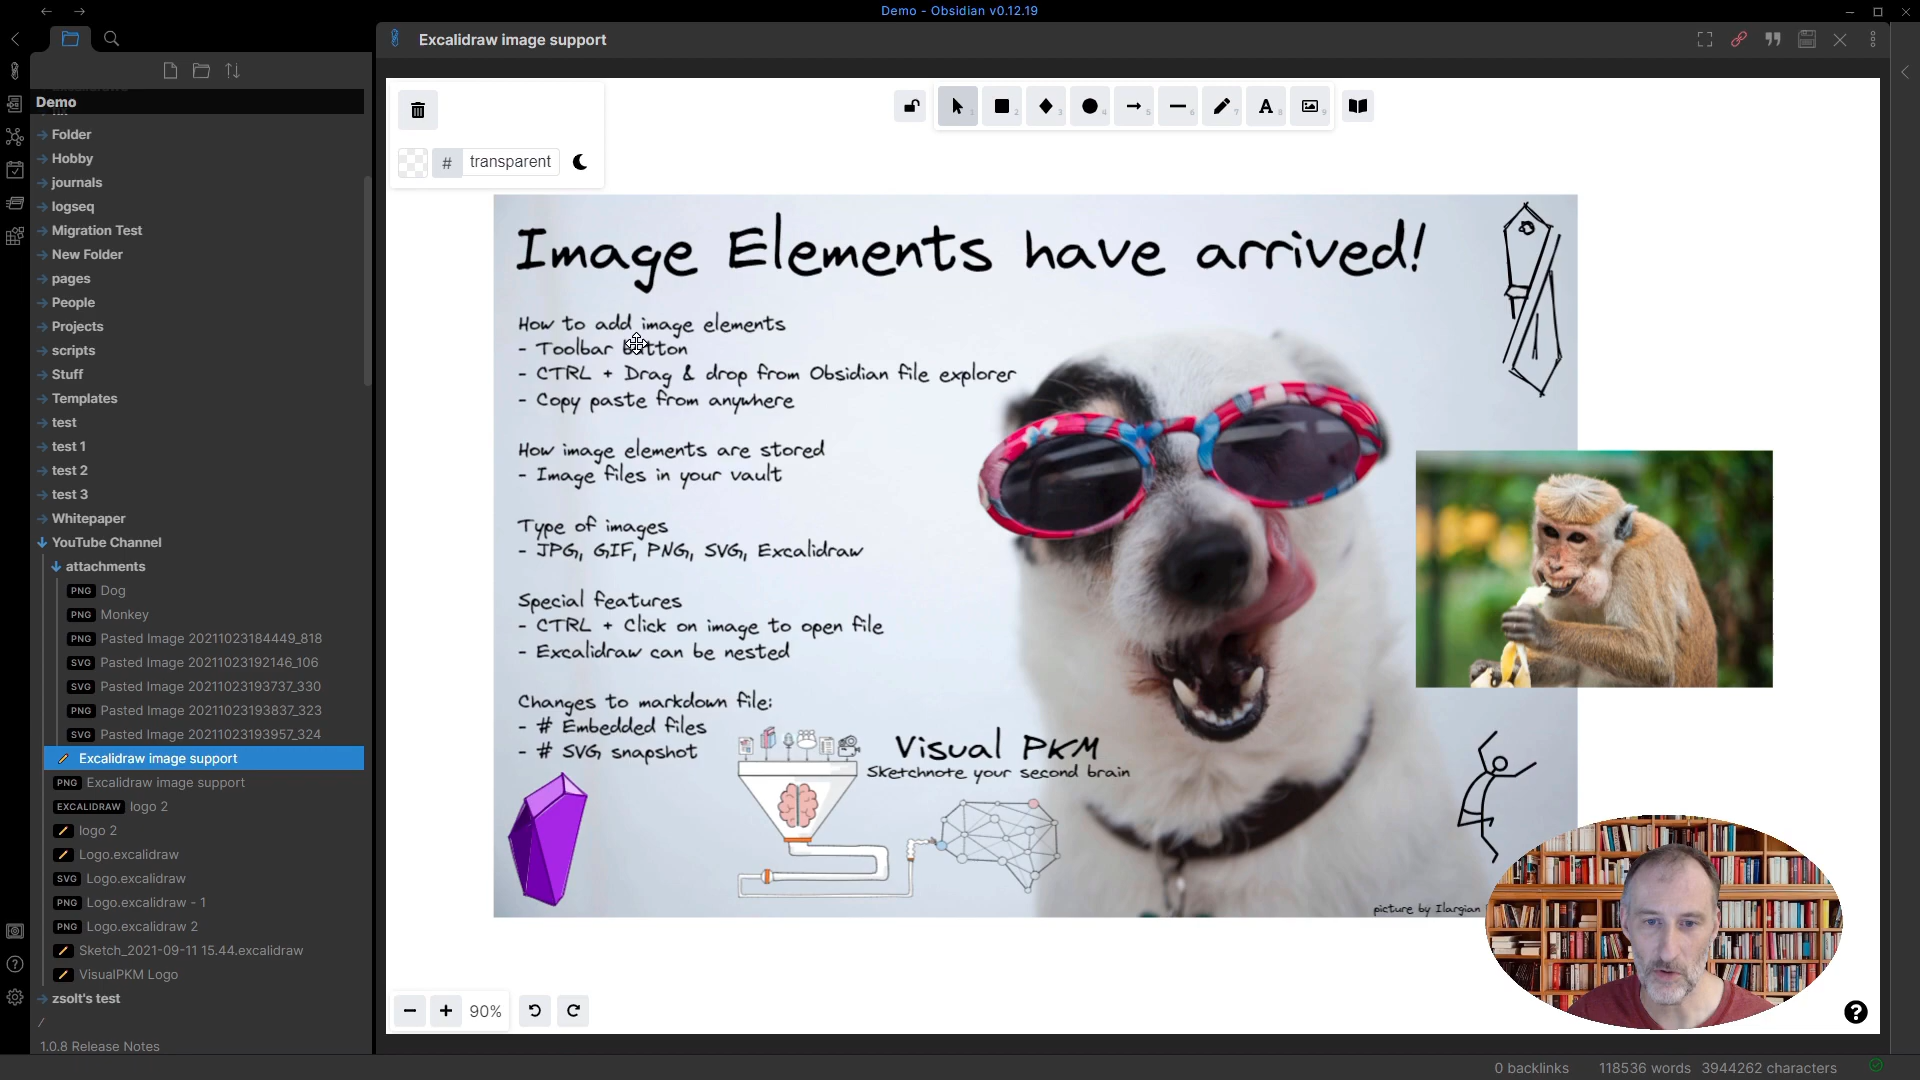 Demo - Obsidian v0.12.19
Excalidraw image support
Demo
Folder
Hobby
journals
logseq
Migration Test
New Folder
pages
People
Projects
scripts
Stuff
Templates
test
test 1
test 2
test 3
Whitepaper
YouTube Channel
attachments
PNG Dog
PNG Monkey
PNG Pasted Image 20211023184449_818
SVG Pasted Image 20211023192146_106
SVG Pasted Image 20211023193737_330
PNG Pasted Image 20211023193837_323
SVG Pasted Image 20211023193957_324
Excalidraw image support
PNG Excalidraw image support
EXCALIDRAW logo 2
logo 2
Logo.excalidraw
SVG Logo.excalidraw
PNG Logo.excalidraw - 1
PNG Logo.excalidraw 2
Sketch_2021-09-11 15.44.excalidraw
VisualPKM Logo
zsolt's test
/
1.0.8 Release Notes
# transparent
1 2 3 4 5 6 7 A 8 9
Image Elements have arrived!
How to add image elements
- Toolbar button
- CTRL + Drag & drop from Obsidian file explorer
- Copy paste from anywhere
How image elements are stored
- Image files in your vault
Type of images
- JPG, GIF, PNG, SVG, Excalidraw
Special features
- CTRL + Click on image to open file
- Excalidraw can be nested
Changes to markdown file:
- # Embedded files
- # SVG snapshot
Visual PKM
Sketchnote your second brain
picture by Ilargian
90%
?
0 backlinks 118536 words 3944262 characters